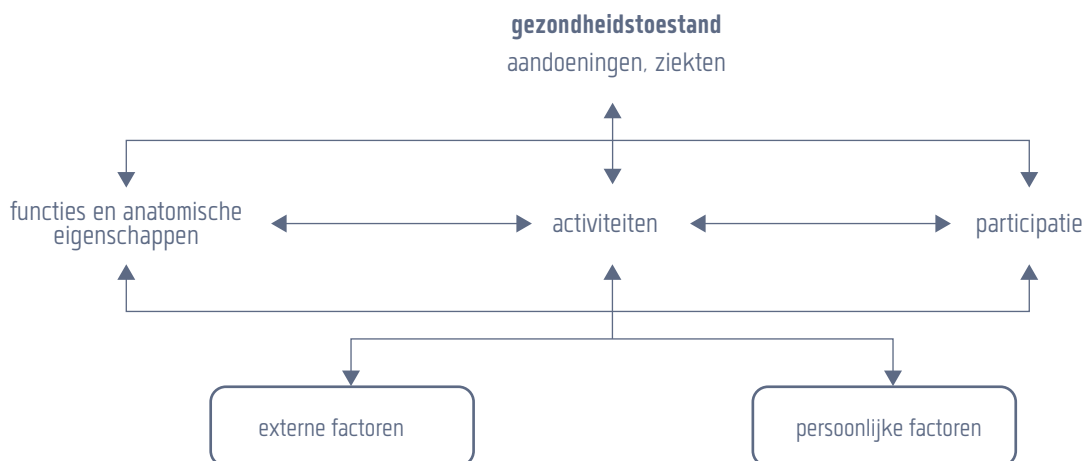 gezondheidstoestand
aandoeningen, ziekten
functies en anatomische
eigenschappen
activiteiten
participatie
externe factoren
persoonlijke factoren